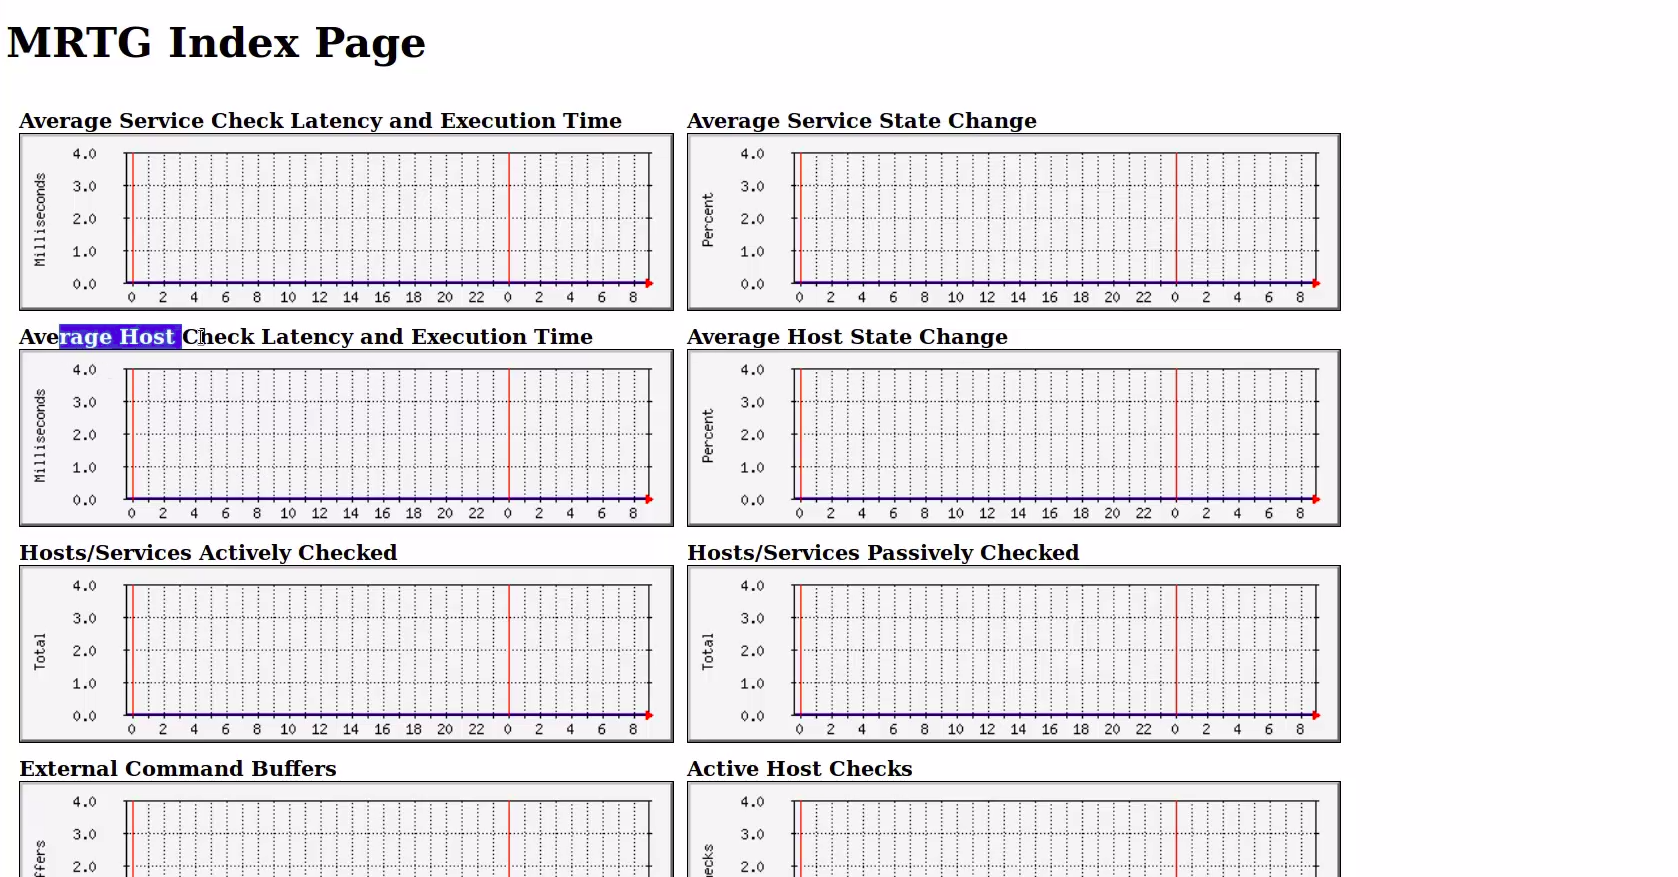 MRTG Index Page
Average Service Check Latency and Execution Time
Milliseconds
4.0
3.0
2.0
1.0
0.0
0 2 4 6 8 10 12 14 16 18 20 22 0 2 4 6 8
Average Service State Change
Percent
4.0
3.0
2.0
1.0
0.0
0 2 4 6 8 10 12 14 16 18 20 22 0 2 4 6 8
Average Host Check Latency and Execution Time
Milliseconds
4.0
3.0
2.0
1.0
0.0
0 2 4 6 8 10 12 14 16 18 20 22 0 2 4 6 8
Average Host State Change
Percent
4.0
3.0
2.0
1.0
0.0
0 2 4 6 8 10 12 14 16 18 20 22 0 2 4 6 8
Hosts/Services Actively Checked
Total
4.0
3.0
2.0
1.0
0.0
0 2 4 6 8 10 12 14 16 18 20 22 0 2 4 6 8
Hosts/Services Passively Checked
Total
4.0
3.0
2.0
1.0
0.0
0 2 4 6 8 10 12 14 16 18 20 22 0 2 4 6 8
External Command Buffers
4.0
3.0
2.0
Active Host Checks
4.0
3.0
2.0